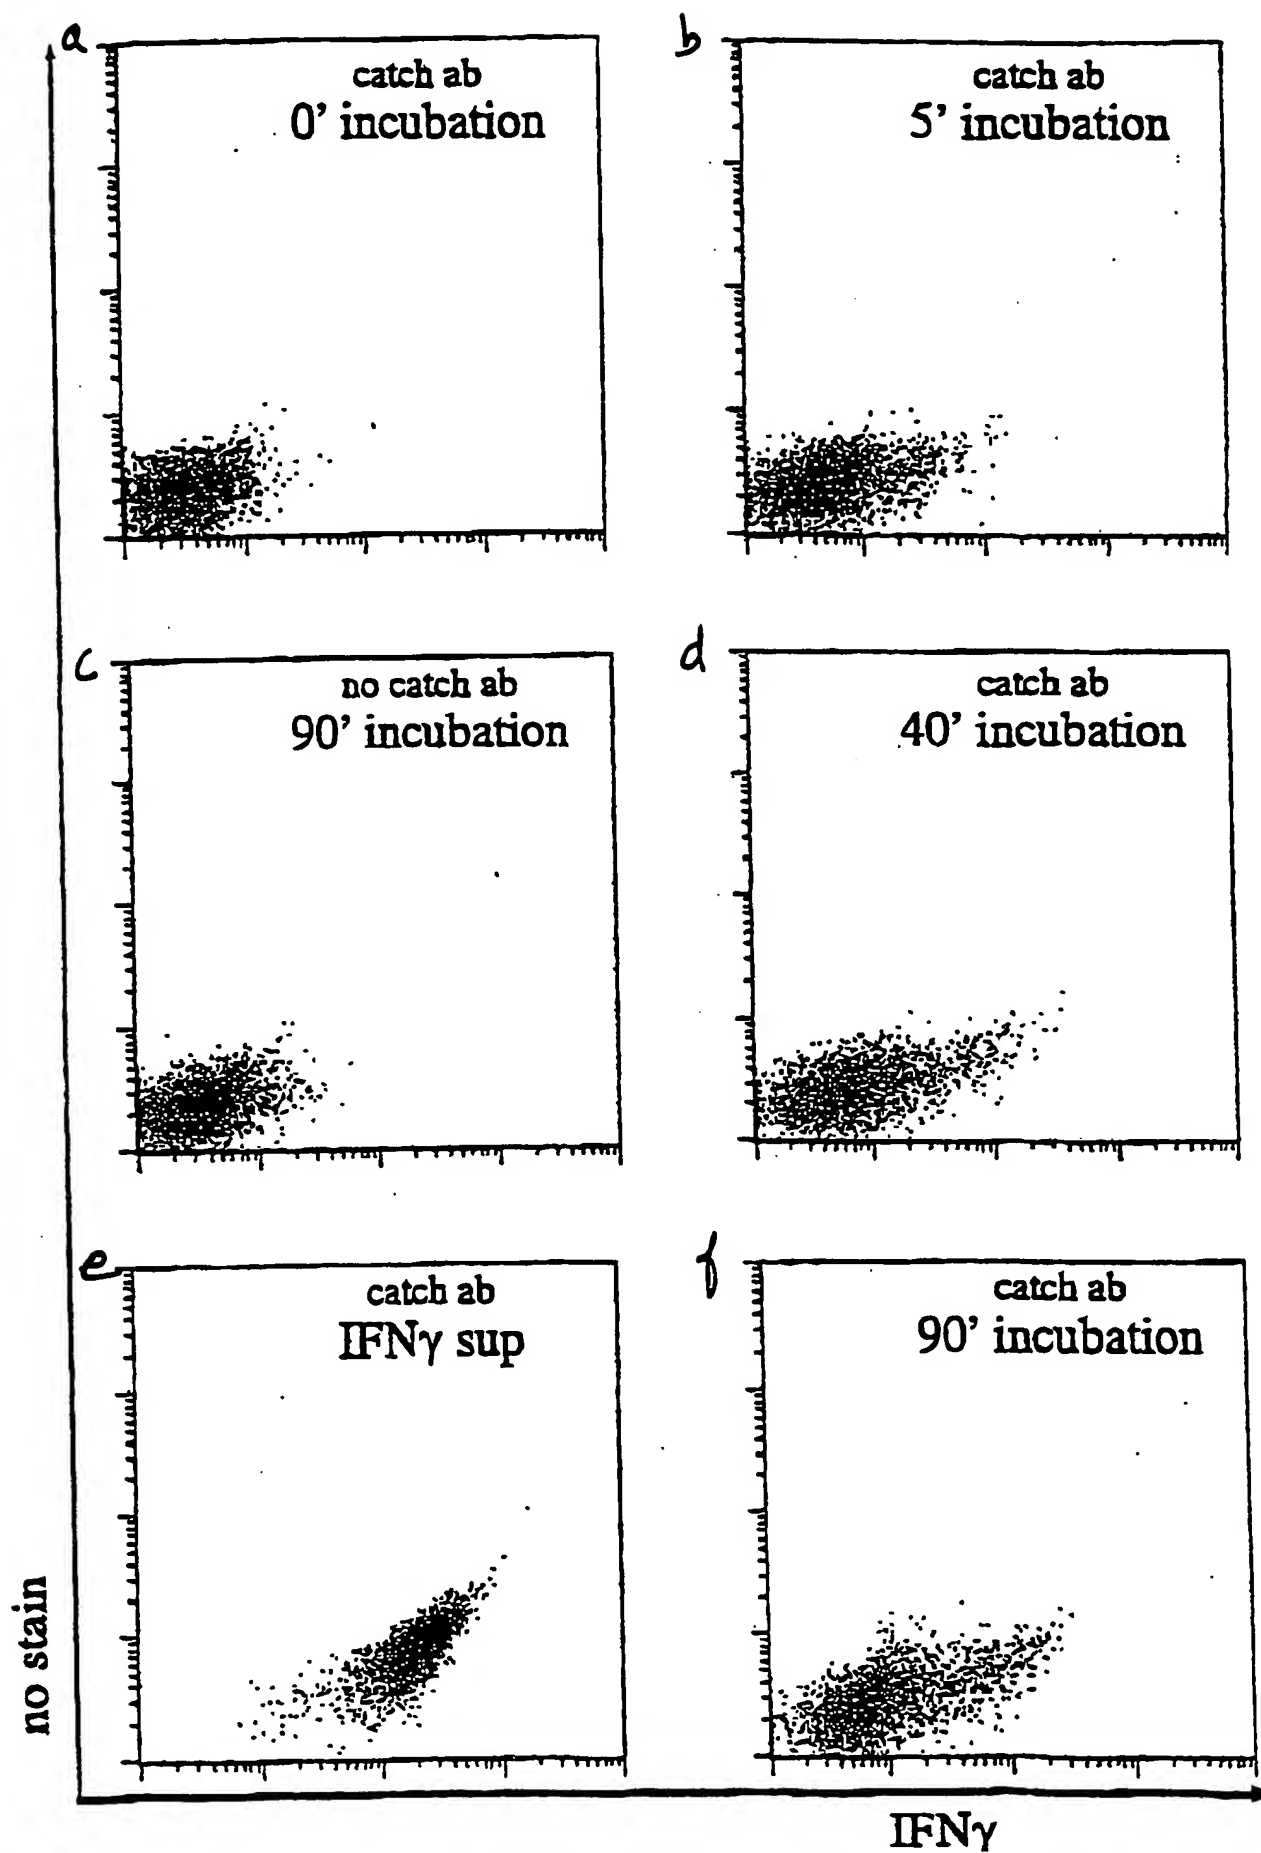 a
catch ab
0’ incubation
b
catch ab
5’ incubation
c
no catch ab
90’ incubation
d
catch ab
40’ incubation
e
catch ab
IFNγ sup
f
catch ab
90’ incubation
no stain
IFNγ